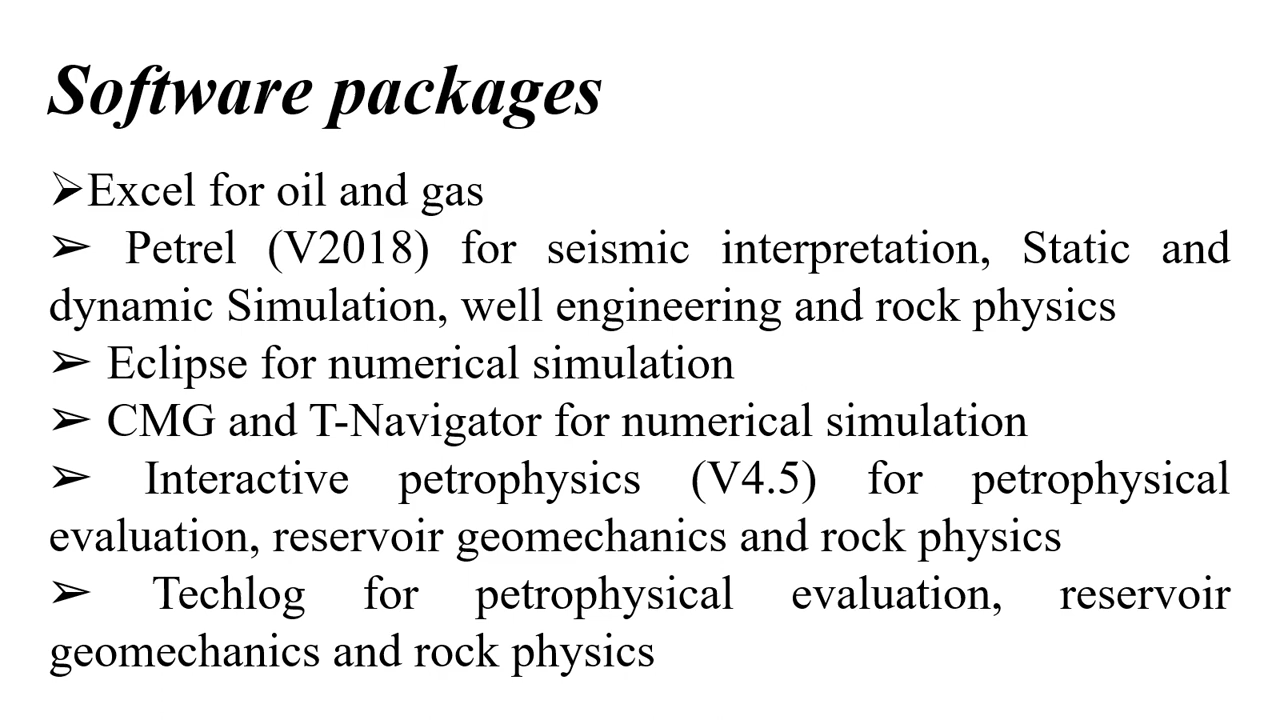 Software packages
➢Excel for oil and gas
➢ Petrel (V2018) for seismic interpretation, Static and
dynamic Simulation, well engineering and rock physics
➢ Eclipse for numerical simulation
➢ CMG and T-Navigator for numerical simulation
➢ Interactive petrophysics (V4.5) for petrophysical
evaluation, reservoir geomechanics and rock physics
➢ Techlog for petrophysical evaluation, reservoir
geomechanics and rock physics